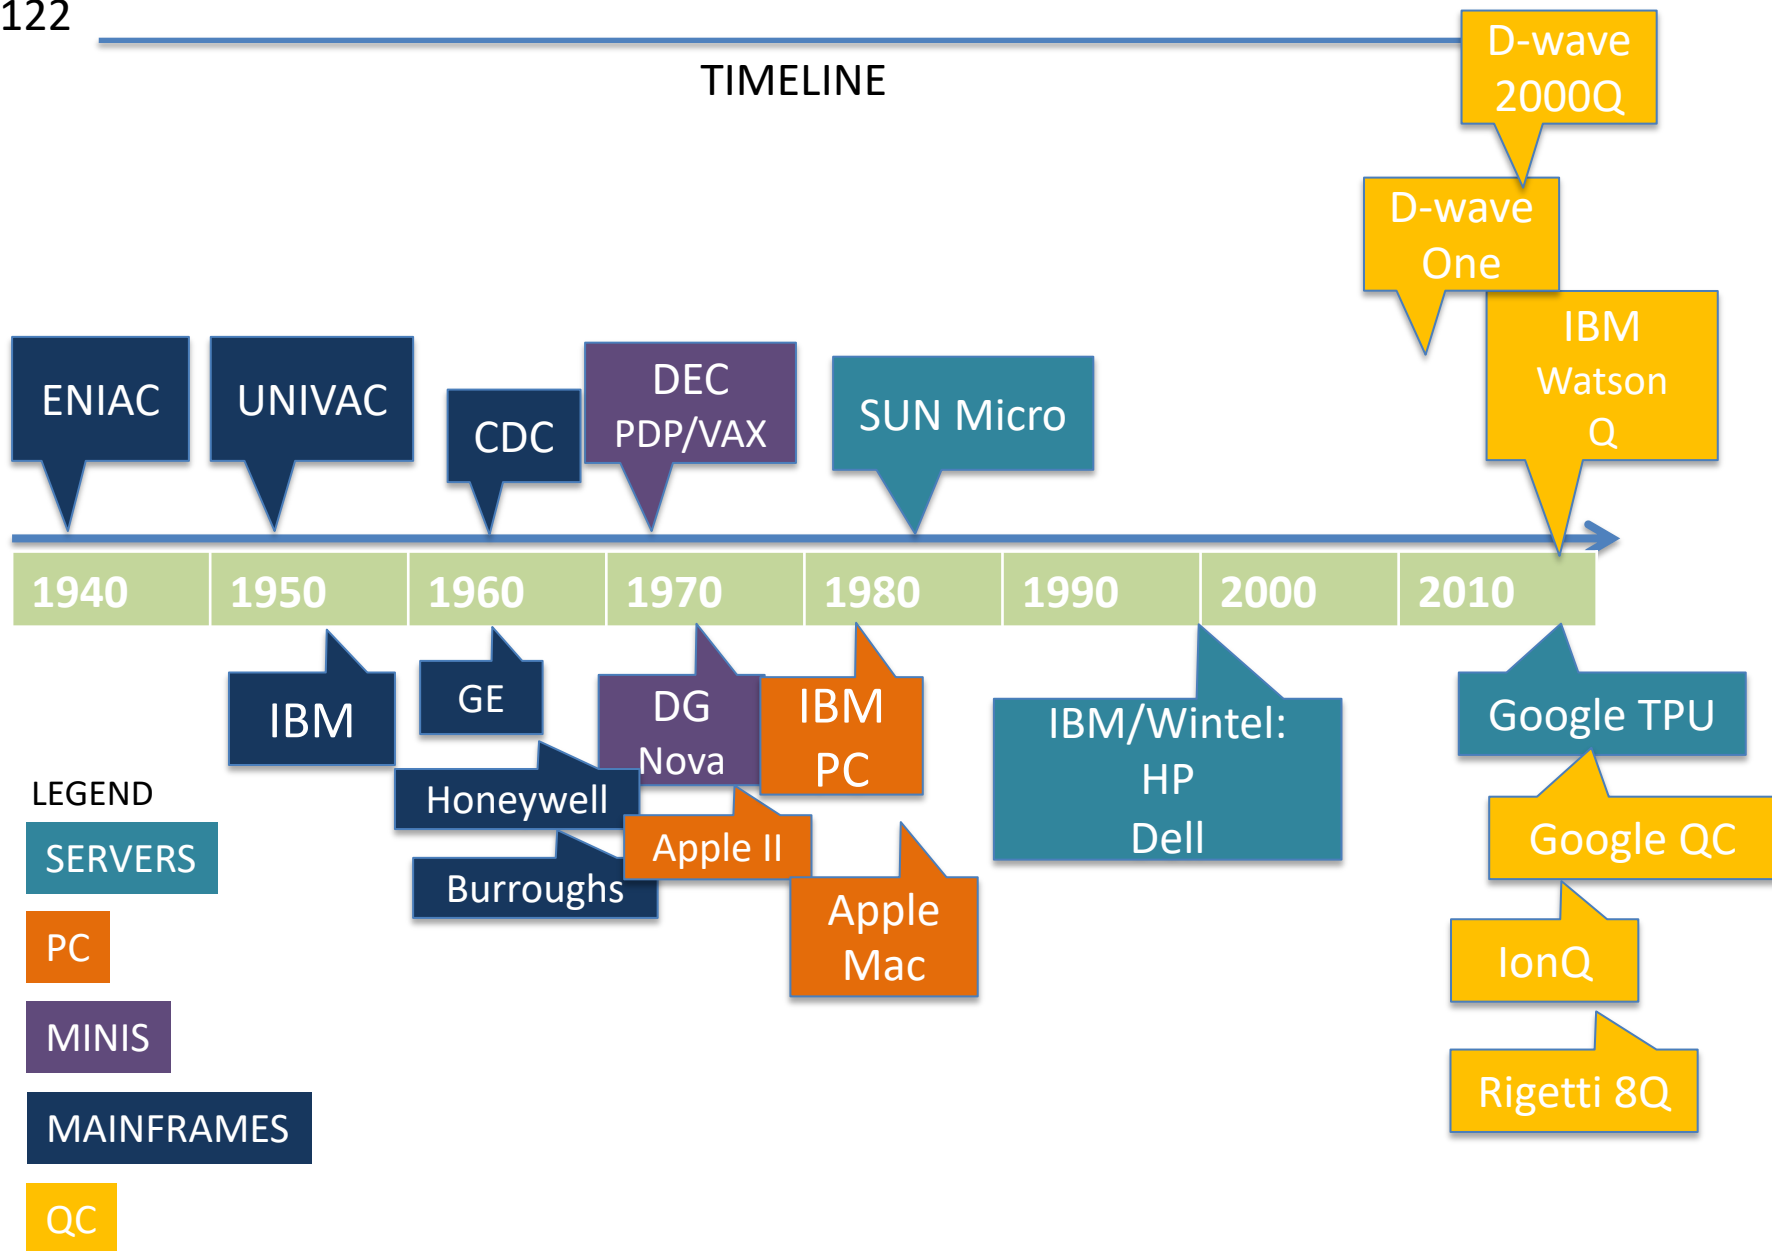 122
TIMELINE
D-wave
2000Q
D-wave
One
IBM
Watson
Q
ENIAC
UNIVAC
CDC
DEC
PDP/VAX
SUN Micro
1940 1950 1960 1970 1980 1990 2000 2010
IBM
GE
Honeywell
Burroughs
DG
Nova
Apple II
IBM
PC
Apple
Mac
IBM/Wintel:
HP
Dell
Google TPU
Google QC
IonQ
Rigetti 8Q
LEGEND
SERVERS
PC
MINIS
MAINFRAMES
QC